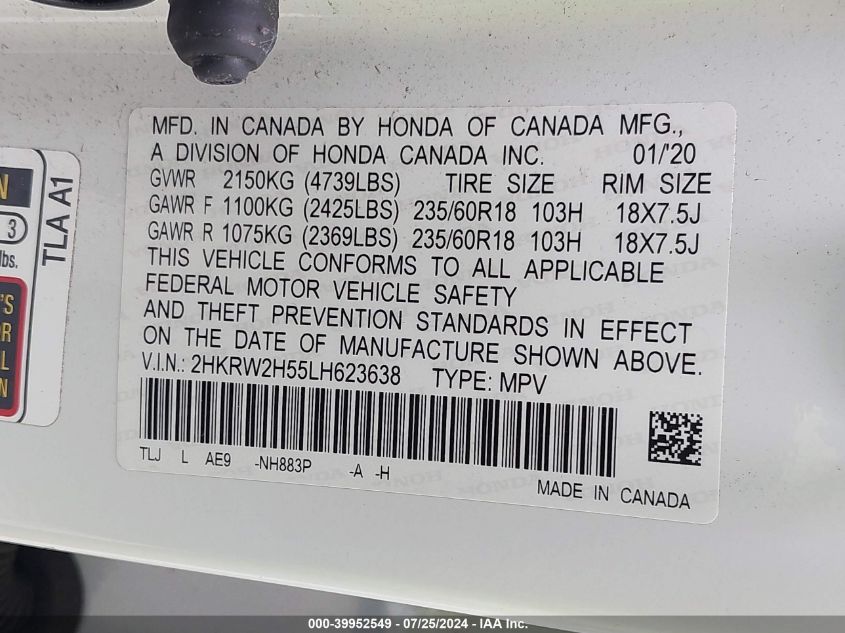 MFD. IN CANADA BY HONDA OF CANADA MFG.,
A DIVISION OF HONDA CANADA INC. 01/'20
GVWR 2150KG (4739LBS) TIRE SIZE RIM SIZE
GAWR F 1100KG (2425LBS) 235/60R18 103H 18X7.5J
GAWR R 1075KG (2369LBS) 235/60R18 103H 18X7.5J
THIS VEHICLE CONFORMS TO ALL APPLICABLE
FEDERAL MOTOR VEHICLE SAFETY
AND THEFT PREVENTION STANDARDS IN EFFECT
ON THE DATE OF MANUFACTURE SHOWN ABOVE.
V.I.N.: 2HKRW2H55LH623638 TYPE: MPV
TLJ L AE9 -NH883P -A -H
MADE IN CANADA
TLA A1
N
3
lbs.
'S
OR
AL
N
000-39952549 - 07/25/2024 - IAA Inc.